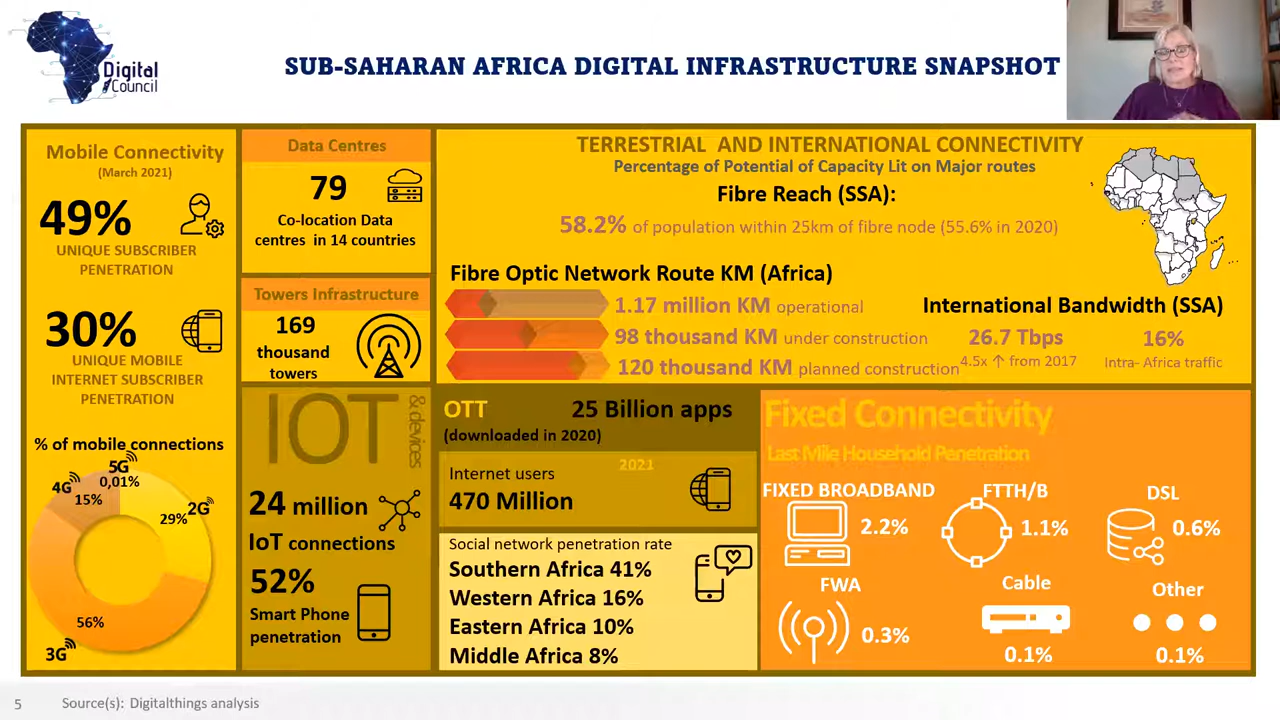 Digital
Council
SUB-SAHARAN AFRICA DIGITAL INFRASTRUCTURE SNAPSHOT
Mobile Connectivity
(March 2021)
49%
UNIQUE SUBSCRIBER
PENETRATION
30%
UNIQUE MOBILE
INTERNET SUBSCRIBER
PENETRATION
% of mobile connections
5G
0,01%
4G
15%
2G
29%
56%
3G
Data Centres
79
Co-location Data
centres in 14 countries
Towers Infrastructure
169
thousand
towers
IOT
& devices
24 million
IoT connections
52%
Smart Phone
penetration
TERRESTRIAL AND INTERNATIONAL CONNECTIVITY
Percentage of Potential of Capacity Lit on Major routes
Fibre Reach (SSA):
58.2% of population within 25km of fibre node (55.6% in 2020)
Fibre Optic Network Route KM (Africa)
1.17 million KM operational
98 thousand KM under construction
120 thousand KM planned construction
International Bandwidth (SSA)
26.7 Tbps
4.5x ↑ from 2017
16%
Intra- Africa traffic
OTT
25 Billion apps
(downloaded in 2020)
2021
Internet users
470 Million
Social network penetration rate
Southern Africa 41%
Western Africa 16%
Eastern Africa 10%
Middle Africa 8%
Fixed Connectivity
Last Mile Household Penetration
FIXED BROADBAND
2.2%
FTTH/B
1.1%
DSL
0.6%
FWA
0.3%
Cable
0.1%
Other
0.1%
5
Source(s): Digitalthings analysis